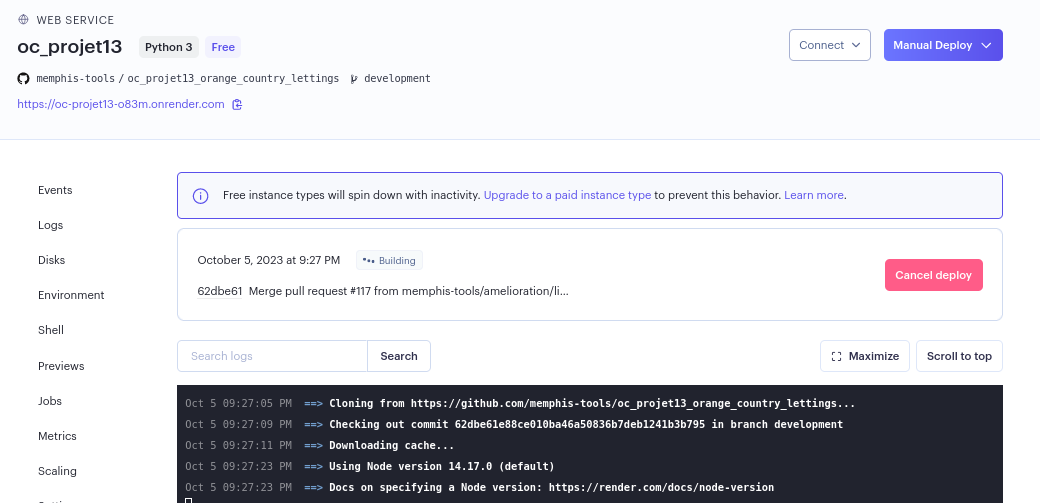 WEB SERVICE
oc_projet13 Python 3 Free
Connect Manual Deploy
memphis-tools / oc_projet13_orange_country_lettings development
https://oc-projet13-o83m.onrender.com
Events
Logs
Disks
Environment
Shell
Previews
Jobs
Metrics
Scaling
Free instance types will spin down with inactivity. Upgrade to a paid instance type to prevent this behavior. Learn more.
October 5, 2023 at 9:27 PM Building
62dbe61 Merge pull request #117 from memphis-tools/amelioration/li...
Cancel deploy
Search logs Search Maximize Scroll to top
Oct 5 09:27:05 PM ==> Cloning from https://github.com/memphis-tools/oc_projet13_orange_country_lettings...
Oct 5 09:27:09 PM ==> Checking out commit 62dbe61e88ce010ba46a50836b7deb1241b3b795 in branch development
Oct 5 09:27:11 PM ==> Downloading cache...
Oct 5 09:27:23 PM ==> Using Node version 14.17.0 (default)
Oct 5 09:27:23 PM ==> Docs on specifying a Node version: https://render.com/docs/node-version